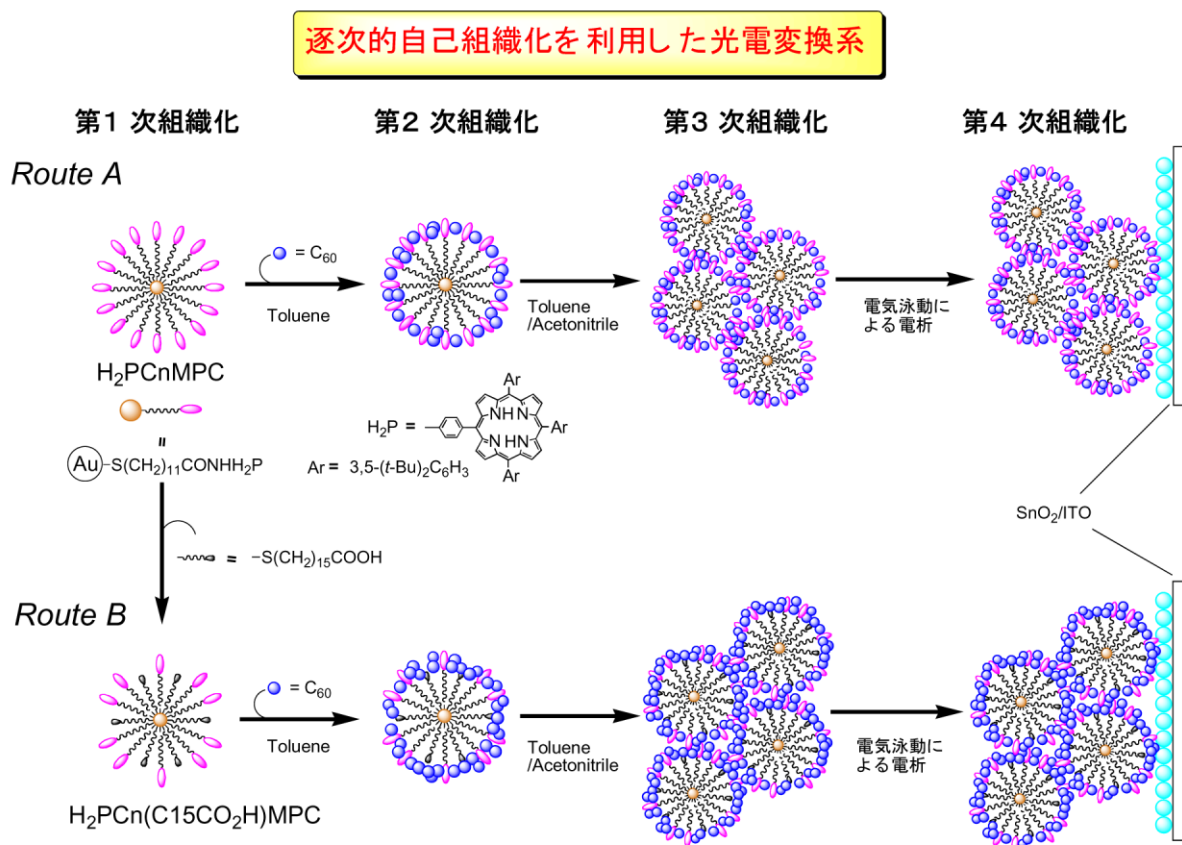 逐次的自己組織化を利用した光電変換系
第1 次組織化
第2 次組織化
第3 次組織化
第4 次組織化
Route A
= C₆₀
Toluene
Toluene
/Acetonitrile
電気泳動に
よる電析
H₂PCnMPC
=
Au-S(CH₂)₁₁CONHH₂P
H₂P =
Ar
NH N
N HN
Ar
Ar
Ar = 3,5-(t-Bu)₂C₆H₃
SnO₂/ITO
= -S(CH₂)₁₅COOH
Route B
= C₆₀
Toluene
Toluene
/Acetonitrile
電気泳動に
よる電析
H₂PCn(C15CO₂H)MPC